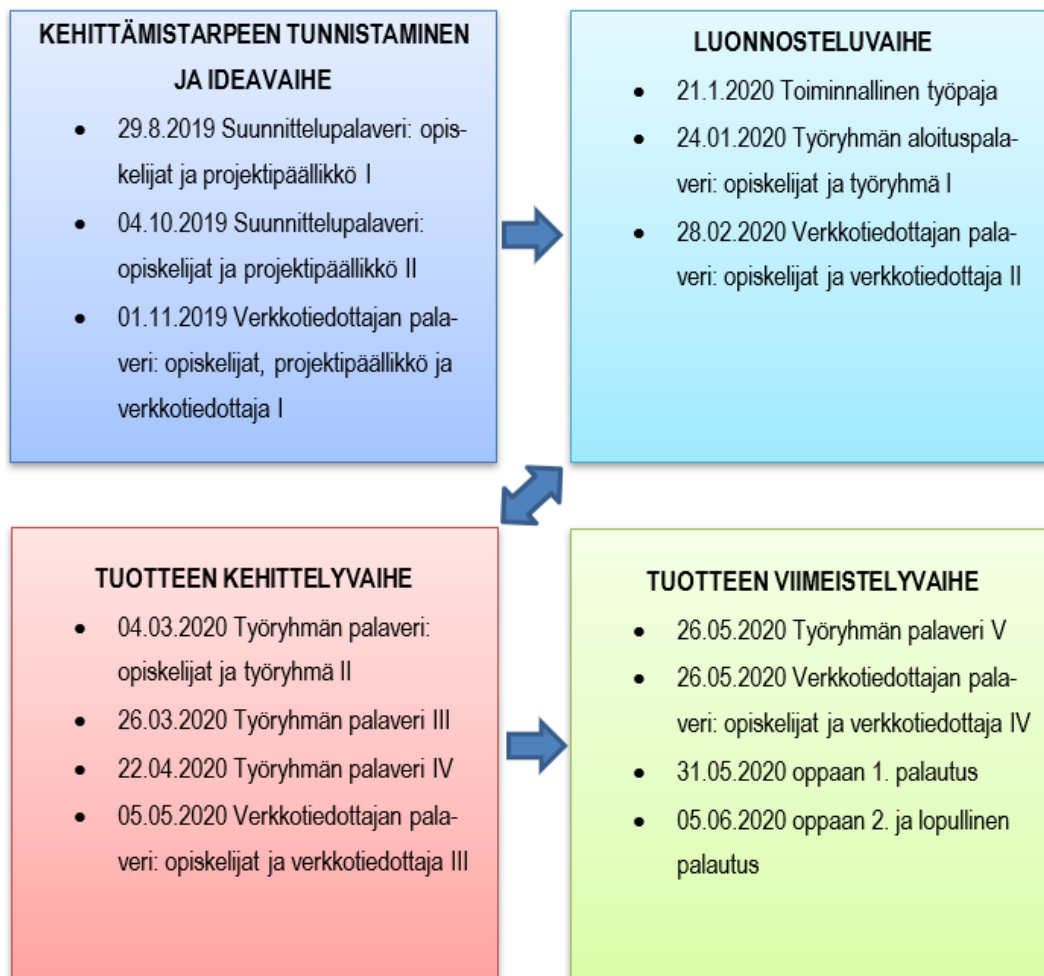 KEHITTÄMISTARPEEN TUNNISTAMINEN
JA IDEAVAIHE
• 29.8.2019 Suunnittelupalaveri: opis-
kelijat ja projektipäällikkö I
• 04.10.2019 Suunnittelupalaveri:
opiskelijat ja projektipäällikkö II
• 01.11.2019 Verkkotiedottajan pala-
veri: opiskelijat, projektipäällikkö ja
verkkotiedottaja I
LUONNOSTELUVAIHE
• 21.1.2020 Toiminnallinen työpaja
• 24.01.2020 Työryhmän aloituspala-
veri: opiskelijat ja työryhmä I
• 28.02.2020 Verkkotiedottajan pala-
veri: opiskelijat ja verkkotiedottaja II
TUOTTEEN KEHITTELYVAIHE
• 04.03.2020 Työryhmän palaveri:
opiskelijat ja työryhmä II
• 26.03.2020 Työryhmän palaveri III
• 22.04.2020 Työryhmän palaveri IV
• 05.05.2020 Verkkotiedottajan pala-
veri: opiskelijat ja verkkotiedottaja III
TUOTTEEN VIIMEISTELYVAIHE
• 26.05.2020 Työryhmän palaveri V
• 26.05.2020 Verkkotiedottajan pala-
veri: opiskelijat ja verkkotiedottaja IV
• 31.05.2020 oppaan 1. palautus
• 05.06.2020 oppaan 2. ja lopullinen
palautus